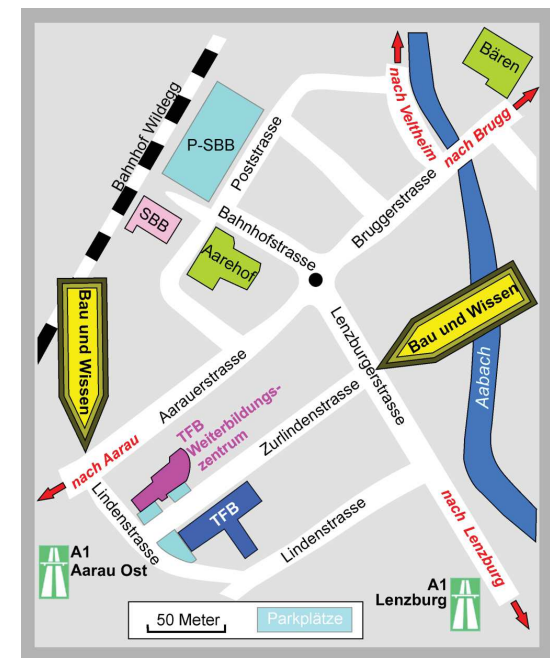 Bären
nach Veltheim
nach Brugg
Bahnhof Wildegg
P-SBB
Poststrasse
SBB
Bahnhofstrasse
Bruggerstrasse
Aarehof
Bau und Wissen
Bau und Wissen
Aabach
Aarauerstrasse
Lenzburgerstrasse
TFB
Weiterbildungs-
zentrum
Zurlindenstrasse
nach Aarau
Lindenstrasse
TFB
Lindenstrasse
nach Lenzburg
A1
Aarau Ost
A1
Lenzburg
50 Meter
Parkplätze